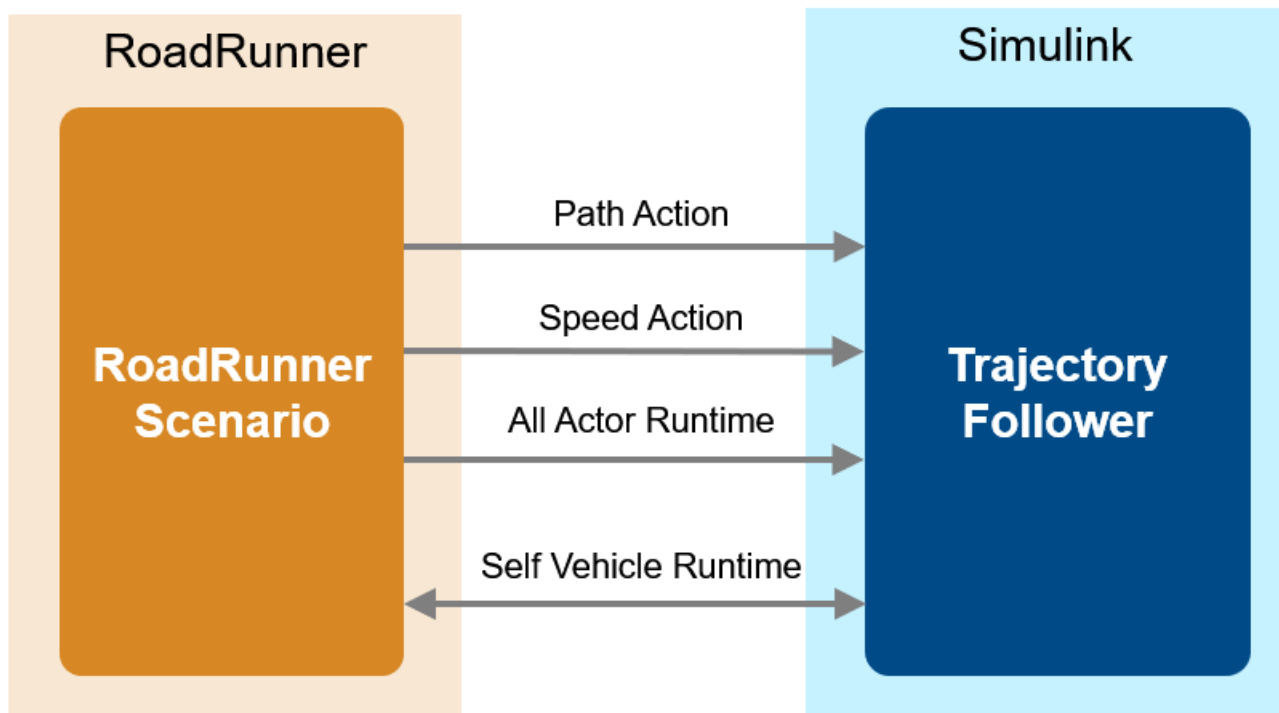 RoadRunner
Simulink
RoadRunner
Scenario
Path Action
Speed Action
All Actor Runtime
Self Vehicle Runtime
Trajectory
Follower